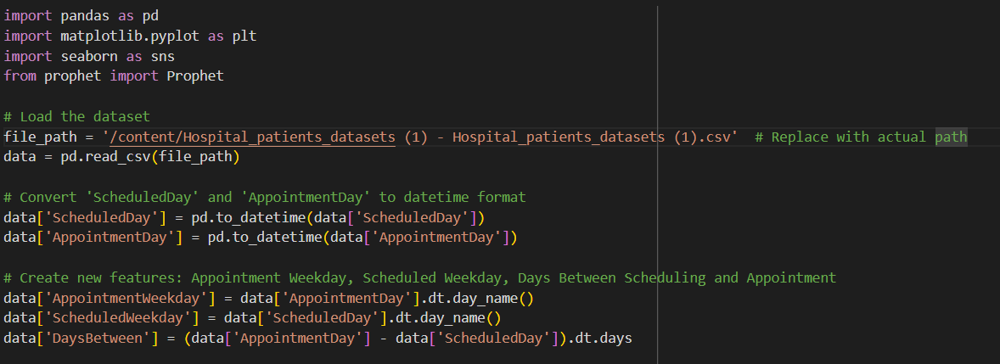 import pandas as pd
import matplotlib.pyplot as plt
import seaborn as sns
from prophet import Prophet
# Load the dataset
file_path = '/content/Hospital_patients_datasets (1) - Hospital_patients_datasets (1).csv'  # Replace with actual path
data = pd.read_csv(file_path)
# Convert 'ScheduledDay' and 'AppointmentDay' to datetime format
data['ScheduledDay'] = pd.to_datetime(data['ScheduledDay'])
data['AppointmentDay'] = pd.to_datetime(data['AppointmentDay'])
# Create new features: Appointment Weekday, Scheduled Weekday, Days Between Scheduling and Appointment
data['AppointmentWeekday'] = data['AppointmentDay'].dt.day_name()
data['ScheduledWeekday'] = data['ScheduledDay'].dt.day_name()
data['DaysBetween'] = (data['AppointmentDay'] - data['ScheduledDay']).dt.days